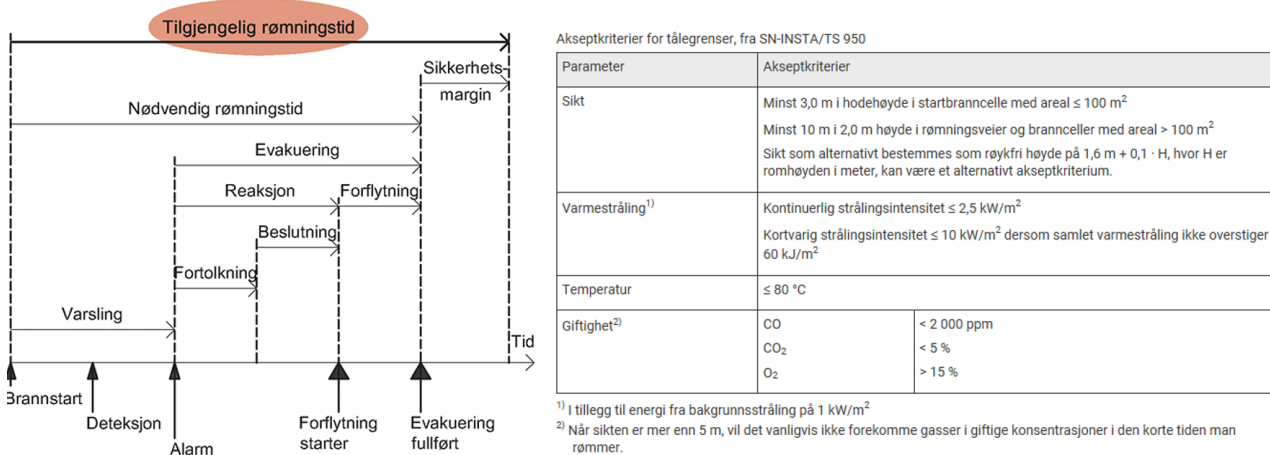 Tilgjengelig rømningstid
Sikkerhets-
margin
Nødvendig rømningstid
Evakuering
Reaksjon
Forflytning
Beslutning
Fortolkning
Varsling
Tid
Brannstart
Deteksjon
Alarm
Forflytning
starter
Evakuering
fullført
Akseptkriterier for tålegrenser, fra SN-INSTA/TS 950
Parameter
Akseptkriterier
Sikt
Minst 3,0 m i hodehøyde i startbranncelle med areal ≤ 100 m²
Minst 10 m i 2,0 m høyde i rømningsveier og brannceller med areal > 100 m²
Sikt som alternativt bestemmes som røykfri høyde på 1,6 m + 0,1 · H, hvor H er
romhøyden i meter, kan være et alternativt akseptkriterium.
Varmestråling¹⁾
Kontinuerlig strålingsintensitet ≤ 2,5 kW/m²
Kortvarig strålingsintensitet ≤ 10 kW/m² dersom samlet varmestråling ikke overstiger
60 kJ/m²
Temperatur
≤ 80 °C
Giftighet²⁾
CO
< 2 000 ppm
CO₂
< 5 %
O₂
> 15 %
¹⁾ I tillegg til energi fra bakgrunnsstråling på 1 kW/m²
²⁾ Når sikten er mer enn 5 m, vil det vanligvis ikke forekomme gasser i giftige konsentrasjoner i den korte tiden man
rømmer.